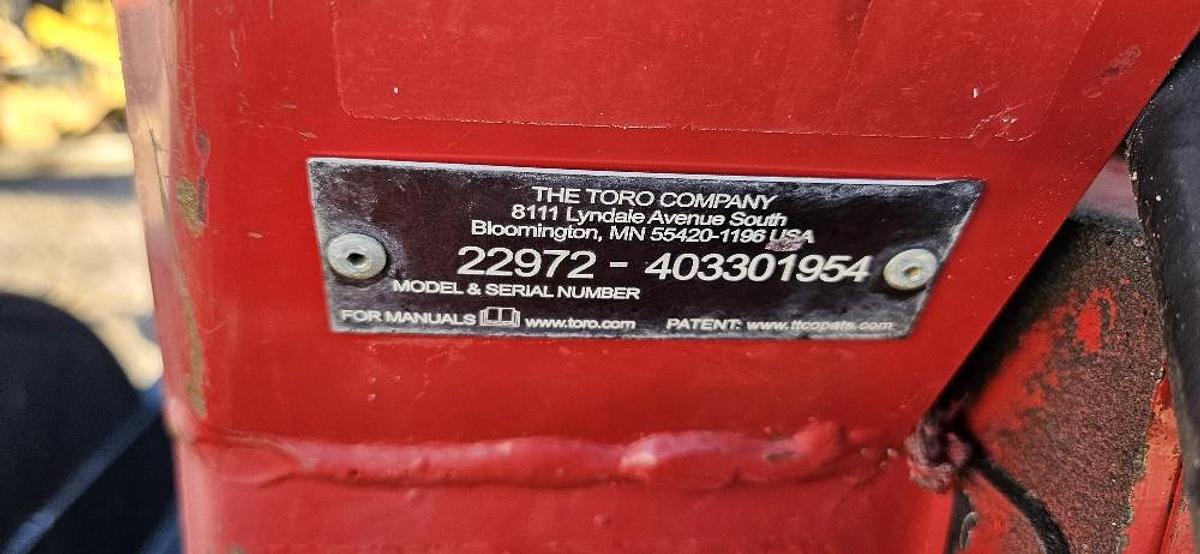 THE TORO COMPANY
8111 Lyndale Avenue South
Bloomington, MN 55420-1196 USA
22972 - 403301954
MODEL & SERIAL NUMBER
FOR MANUALS www.toro.com PATENT: www.ttcopats.com